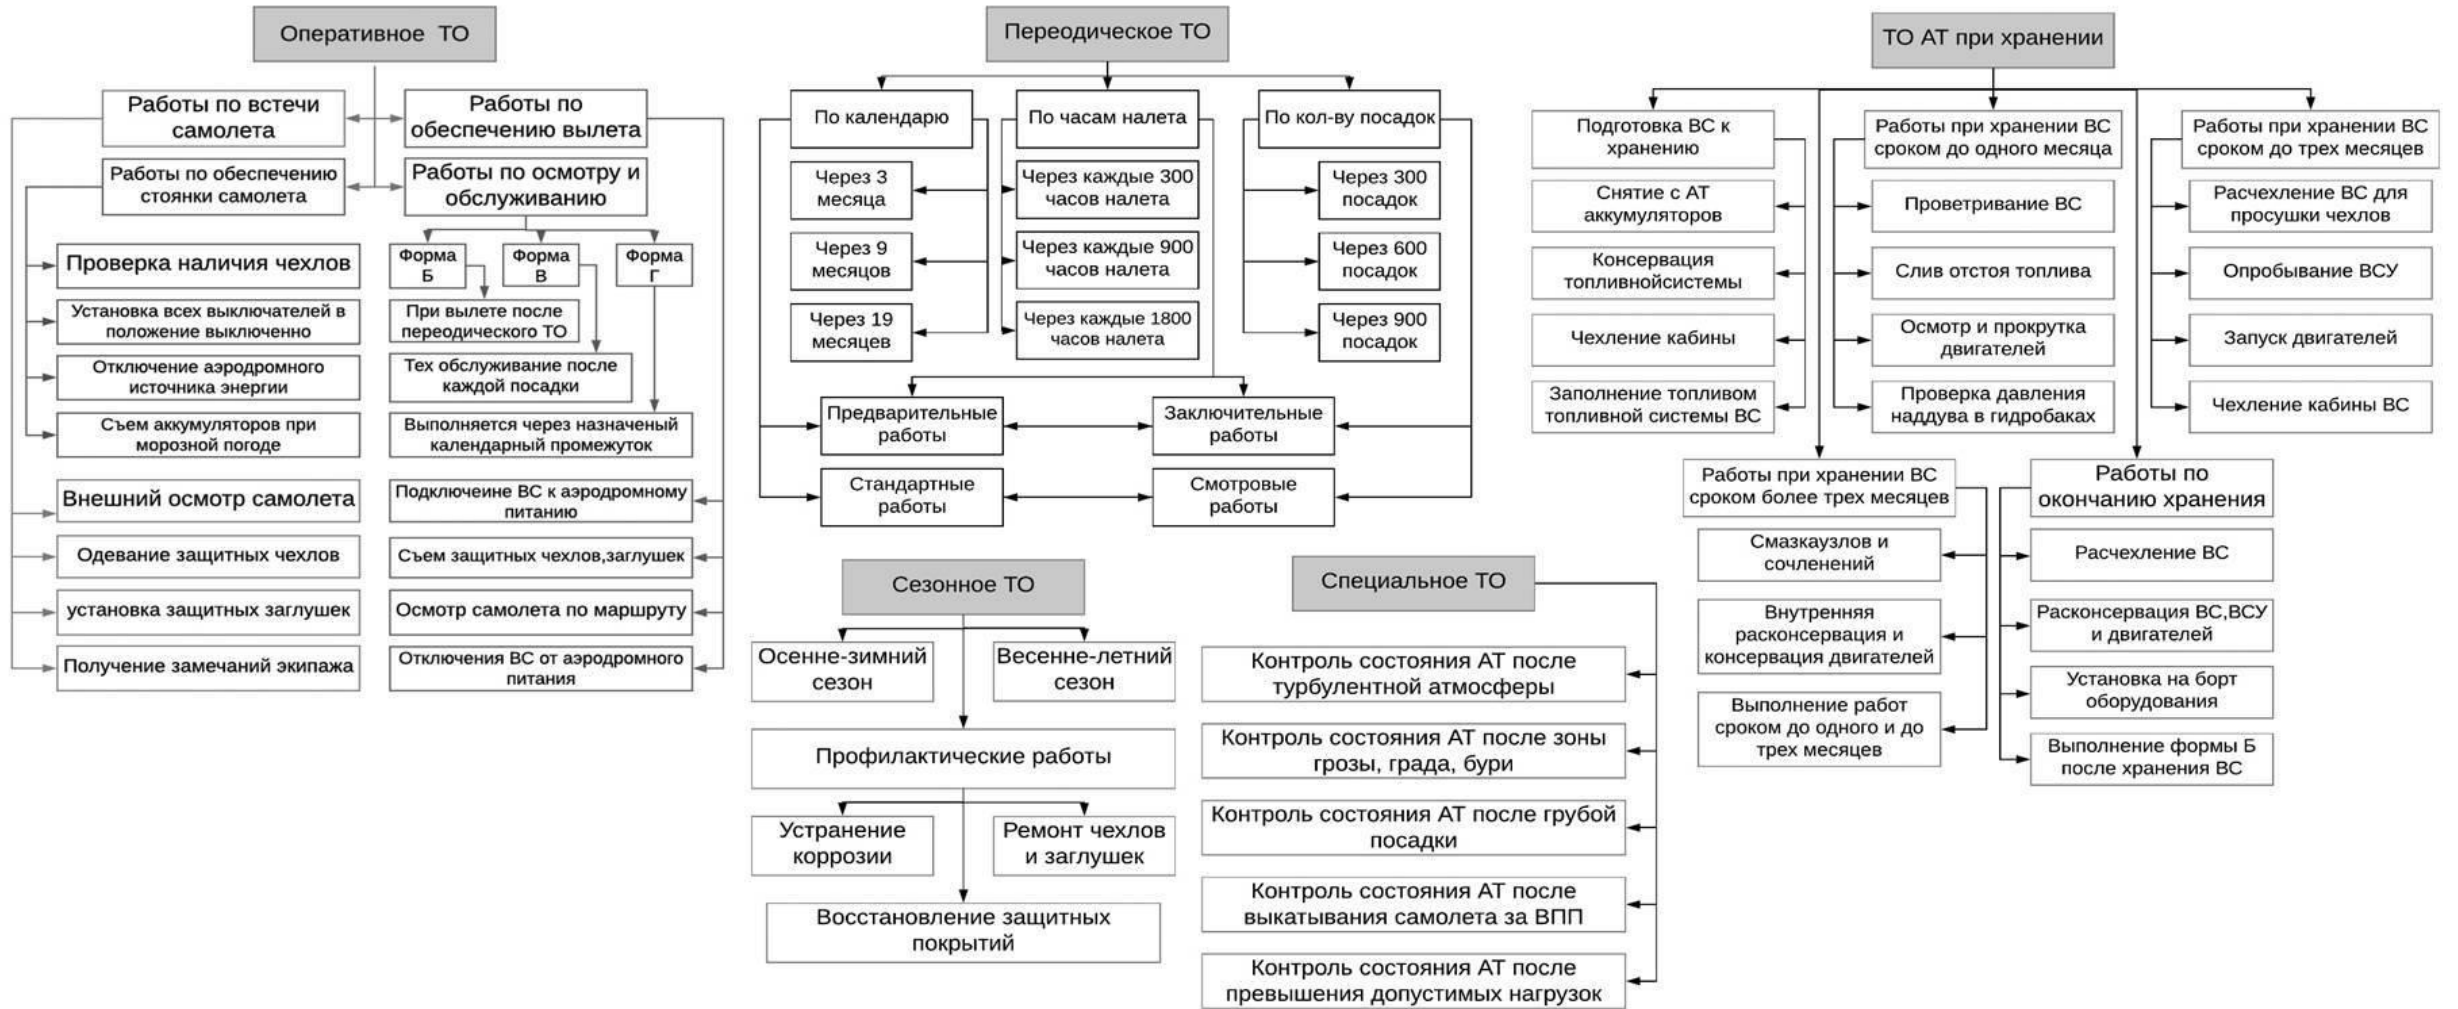 Оперативное ТО
Работы по встечи
самолета
Работы по
обеспечению вылета
Работы по обеспечению
стоянки самолета
Работы по осмотру и
обслуживанию
Проверка наличия чехлов
Установка всех выключателей в
положение выключенно
Отключение аэродромного
источника энергии
Съем аккумуляторов при
морозной погоде
Форма
Б
Форма
В
Форма
Г
При вылете после
переодического ТО
Тех обслуживание после
каждой посадки
Выполняется через назначеный
календарный промежуток
Внешний осмотр самолета
Одевание защитных чехлов
установка защитных заглушек
Получение замечаний экипажа
Подключеине ВС к аэродромному
питанию
Съем защитных чехлов,заглушек
Осмотр самолета по маршруту
Отключения ВС от аэродромного
питания
Переодическое ТО
По календарю
По часам налета
По кол-ву посадок
Через 3
месяца
Через 9
месяцов
Через 19
месяцев
Через каждые 300
часов налета
Через каждые 900
часов налета
Через каждые 1800
часов налета
Через 300
посадок
Через 600
посадок
Через 900
посадок
Предварительные
работы
Заключительные
работы
Стандартные
работы
Смотровые
работы
Сезонное ТО
Осенне-зимний
сезон
Весенне-летний
сезон
Профилактические работы
Устранение
коррозии
Ремонт чехлов
и заглушек
Восстановление защитных
покрытий
Специальное ТО
Контроль состояния АТ после
турбулентной атмосферы
Контроль состояния АТ после зоны
грозы, града, бури
Контроль состояния АТ после грубой
посадки
Контроль состояния АТ после
выкатывания самолета за ВПП
Контроль состояния АТ после
превышения допустимых нагрузок
ТО АТ при хранении
Подготовка ВС к
хранению
Снятие с АТ
аккумуляторов
Консервация
топливнойсистемы
Чехление кабины
Заполнение топливом
топливной системы ВС
Работы при хранении ВС
сроком до одного месяца
Проветривание ВС
Слив отстоя топлива
Осмотр и прокрутка
двигателей
Проверка давления
наддува в гидробаках
Работы при хранении ВС
сроком до трех месяцев
Расчехление ВС для
просушки чехлов
Опробывание ВСУ
Запуск двигателей
Чехление кабины ВС
Работы при хранении ВС
сроком более трех месяцев
Смазкаузлов и
сочленений
Внутренняя
расконсервация и
консервация двигателей
Выполнение работ
сроком до одного и до
трех месяцев
Работы по
окончанию хранения
Расчехление ВС
Расконсервация ВС,ВСУ
и двигателей
Установка на борт
оборудования
Выполнение формы Б
после хранения ВС